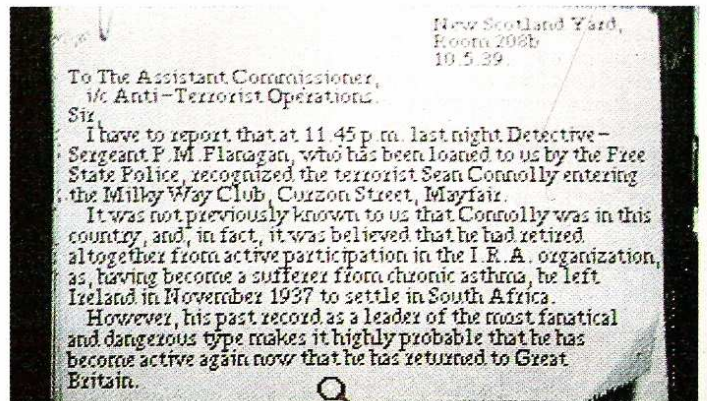 New Scotland Yard,
Room 208b
10.5.39.
To The Assistant Commissioner,
i/c Anti-Terrorist Operations.
Sir,
I have to report that at 11.45 p.m. last night Detective-
Sergeant P.M.Flanagan, who has been loaned to us by the Free
State Police, recognized the terrorist Sean Connolly entering
the Milky Way Club, Curzon Street, Mayfair.
It was not previously known to us that Connolly was in this
country, and, in fact, it was believed that he had retired
altogether from active participation in the I.R.A. organization,
as, having become a sufferer from chronic asthma, he left
Ireland in November 1937 to settle in South Africa.
However, his past record as a leader of the most fanatical
and dangerous type makes it highly probable that he has
become active again now that he has returned to Great
Britain.